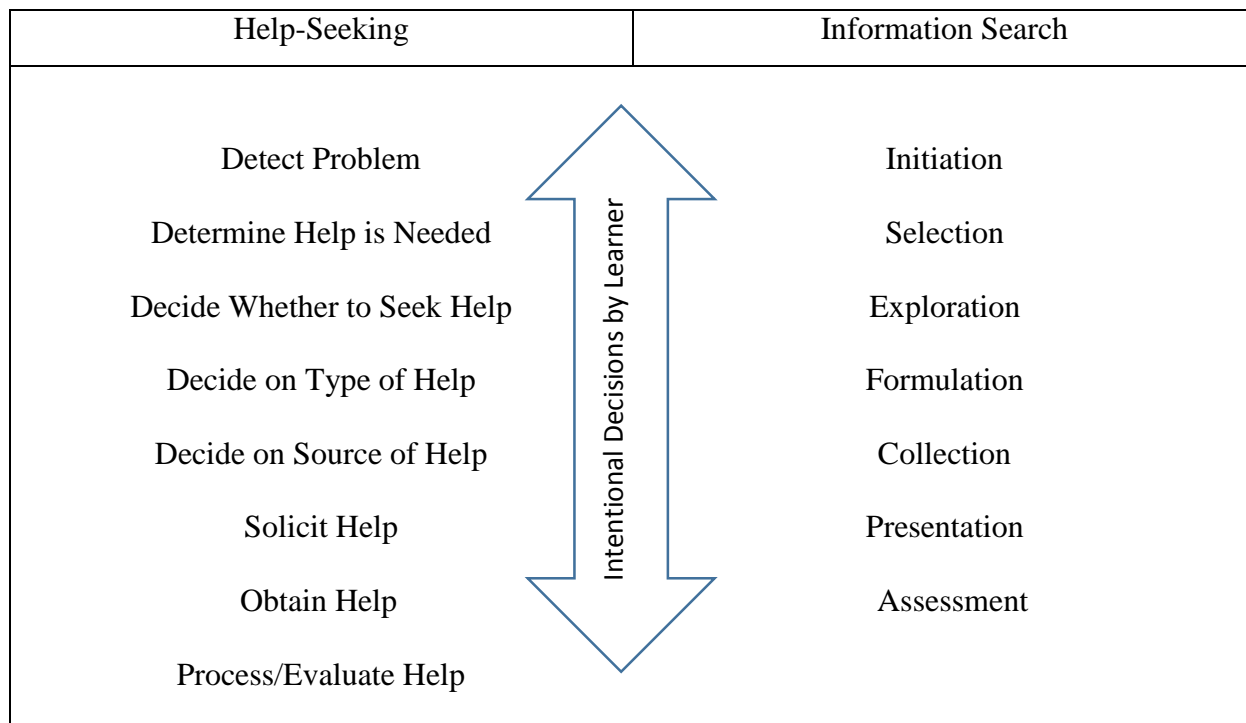 Help-Seeking
Information Search
Detect Problem
Determine Help is Needed
Decide Whether to Seek Help
Decide on Type of Help
Decide on Source of Help
Solicit Help
Obtain Help
Process/Evaluate Help
Intentional Decisions by Learner
Initiation
Selection
Exploration
Formulation
Collection
Presentation
Assessment